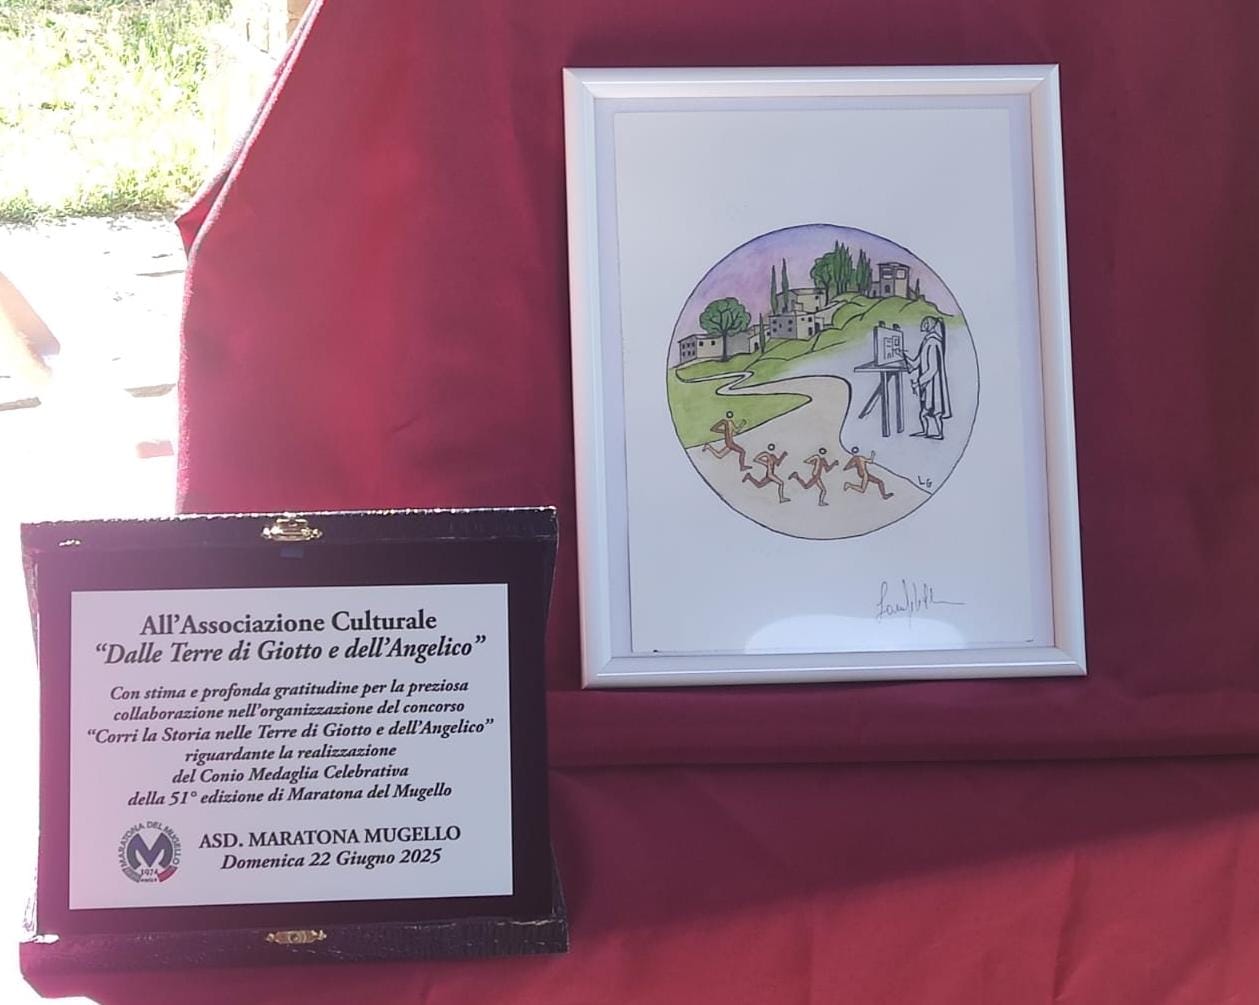 All'Associazione Culturale
"Dalle Terre di Giotto e dell'Angelico"
Con stima e profonda gratitudine per la preziosa
collaborazione nell'organizzazione del concorso
"Corri la Storia nelle Terre di Giotto e dell'Angelico"
riguardante la realizzazione
del Conio Medaglia Celebrativa
della 51° edizione di Maratona del Mugello
MARATONA DEL MUGELLO
1974
ASD. MARATONA MUGELLO
Domenica 22 Giugno 2025
LG